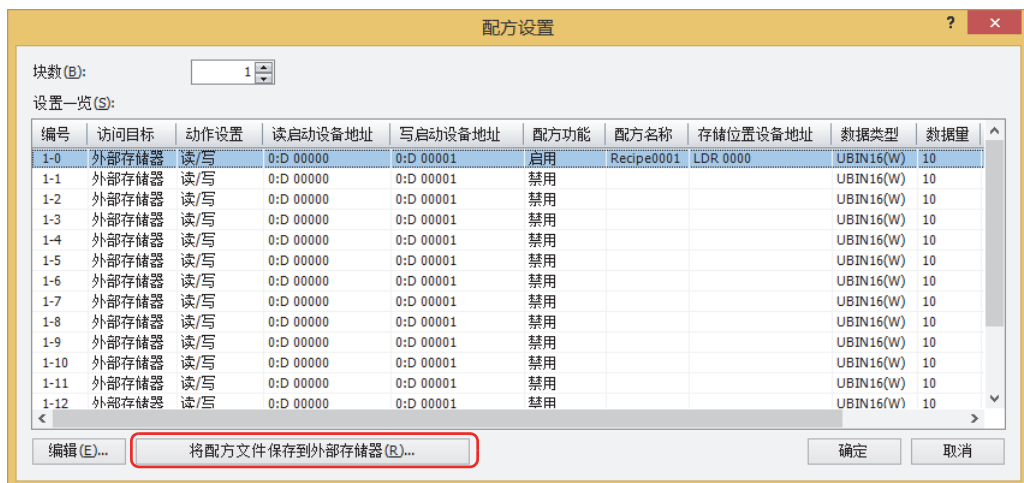 配方设置
? ×
块数(B): 1
设置一览(S):
编号 访问目标 动作设置 读启动设备地址 写启动设备地址 配方功能 配方名称 存储位置设备地址 数据类型 数据量
1-0 外部存储器 读/写 0:D 00000 0:D 00001 启用 Recipe0001 LDR 0000 UBIN16(W) 10
1-1 外部存储器 读/写 0:D 00000 0:D 00001 禁用 UBIN16(W) 10
1-2 外部存储器 读/写 0:D 00000 0:D 00001 禁用 UBIN16(W) 10
1-3 外部存储器 读/写 0:D 00000 0:D 00001 禁用 UBIN16(W) 10
1-4 外部存储器 读/写 0:D 00000 0:D 00001 禁用 UBIN16(W) 10
1-5 外部存储器 读/写 0:D 00000 0:D 00001 禁用 UBIN16(W) 10
1-6 外部存储器 读/写 0:D 00000 0:D 00001 禁用 UBIN16(W) 10
1-7 外部存储器 读/写 0:D 00000 0:D 00001 禁用 UBIN16(W) 10
1-8 外部存储器 读/写 0:D 00000 0:D 00001 禁用 UBIN16(W) 10
1-9 外部存储器 读/写 0:D 00000 0:D 00001 禁用 UBIN16(W) 10
1-10 外部存储器 读/写 0:D 00000 0:D 00001 禁用 UBIN16(W) 10
1-11 外部存储器 读/写 0:D 00000 0:D 00001 禁用 UBIN16(W) 10
1-12 外部存储器 读/写 0:D 00000 0:D 00001 禁用 UBIN16(W) 10
编辑(E)... 将配方文件保存到外部存储器(R)... 确定 取消